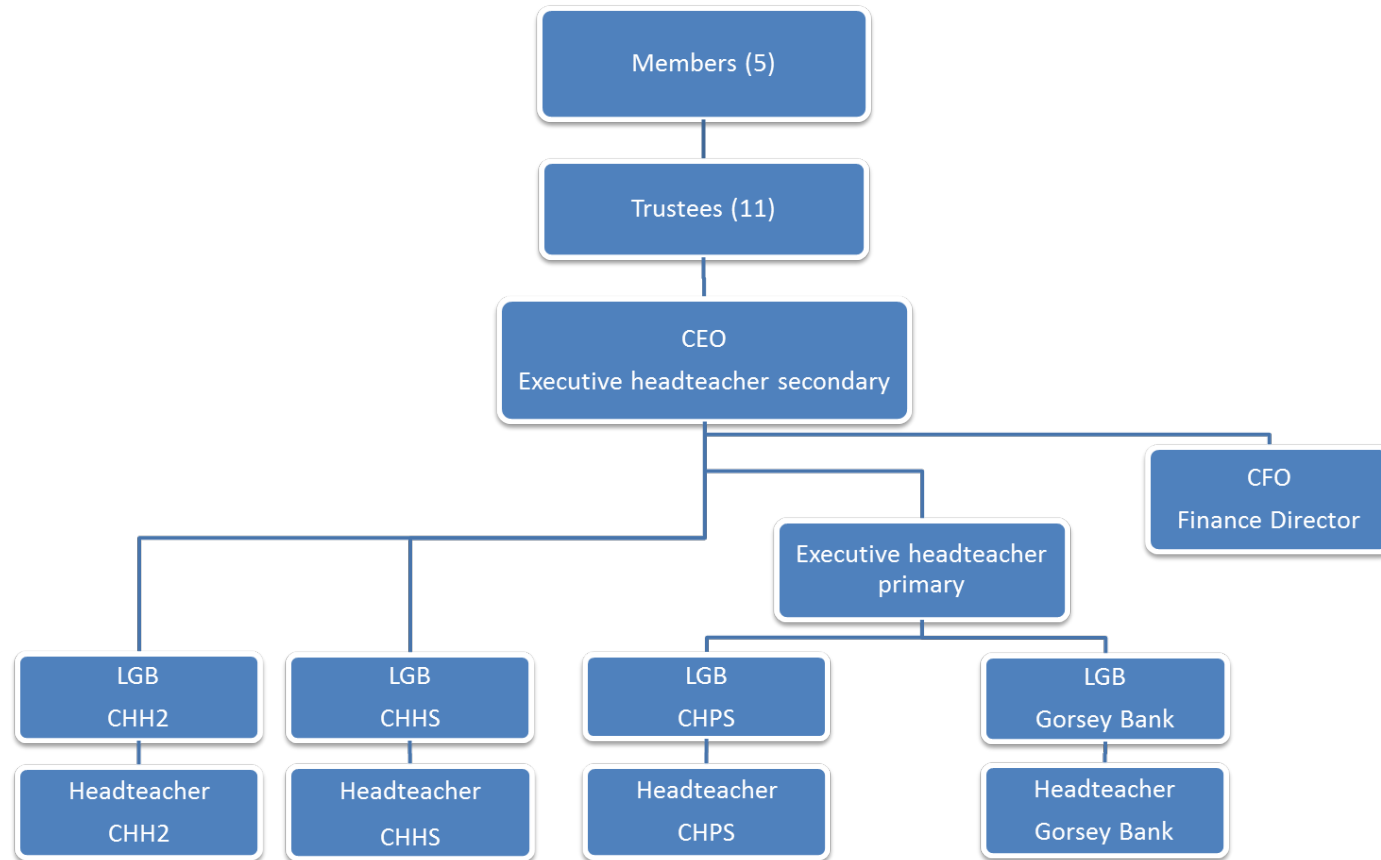 Members (5)
Trustees (11)
CEO
Executive headteacher secondary
CFO
Finance Director
Executive headteacher
primary
LGB
CHH2
LGB
CHHS
LGB
CHPS
LGB
Gorsey Bank
Headteacher
CHH2
Headteacher
CHHS
Headteacher
CHPS
Headteacher
Gorsey Bank